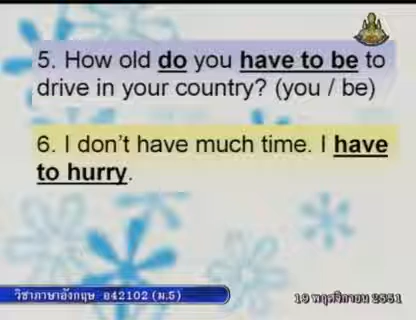 5. How old do you have to be to
drive in your country? (you / be)
6. I don't have much time. I have
to hurry.
วิชาภาษาอังกฤษ อ42102 (ม.5)
19 พฤศจิกายน 2551